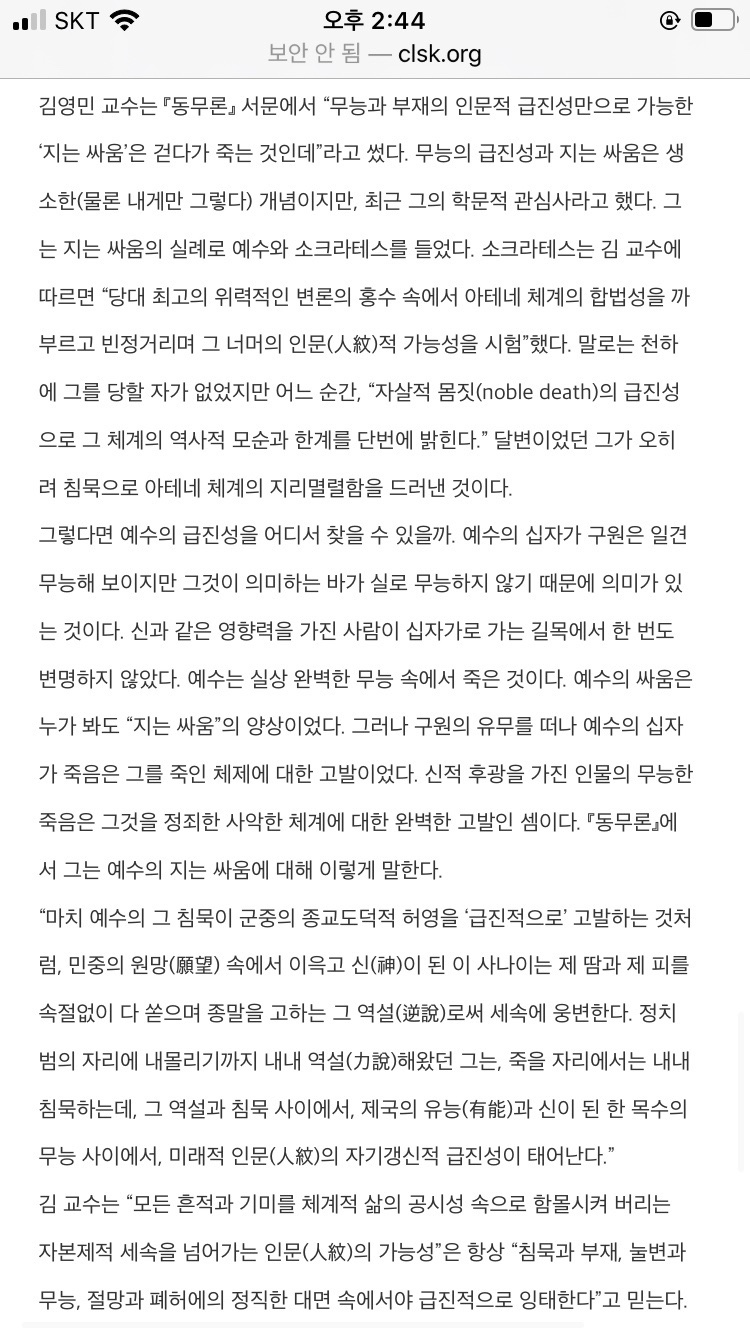 SKT 오후 2:44
보안 안 됨 — clsk.org
김영민 교수는 『동무론』 서문에서 “무능과 부재의 인문적 급진성만으로 가능한
‘지는 싸움’은 걷다가 죽는 것인데”라고 썼다. 무능의 급진성과 지는 싸움은 생
소한(물론 내게만 그렇다) 개념이지만, 최근 그의 학문적 관심사라고 했다. 그
는 지는 싸움의 실례로 예수와 소크라테스를 들었다. 소크라테스는 김 교수에
따르면 “당대 최고의 위력적인 변론의 홍수 속에서 아테네 체계의 합법성을 까
부르고 빈정거리며 그 너머의 인문(人紋)적 가능성을 시험”했다. 말로는 천하
에 그를 당할 자가 없었지만 어느 순간, “자살적 몸짓(noble death)의 급진성
으로 그 체계의 역사적 모순과 한계를 단번에 밝힌다.” 달변이었던 그가 오히
려 침묵으로 아테네 체계의 지리멸렬함을 드러낸 것이다.
그렇다면 예수의 급진성을 어디서 찾을 수 있을까. 예수의 십자가 구원은 일견
무능해 보이지만 그것이 의미하는 바가 실로 무능하지 않기 때문에 의미가 있
는 것이다. 신과 같은 영향력을 가진 사람이 십자가로 가는 길목에서 한 번도
변명하지 않았다. 예수는 실상 완벽한 무능 속에서 죽은 것이다. 예수의 싸움은
누가 봐도 “지는 싸움”의 양상이었다. 그러나 구원의 유무를 떠나 예수의 십자
가 죽음은 그를 죽인 체제에 대한 고발이었다. 신적 후광을 가진 인물의 무능한
죽음은 그것을 정죄한 사악한 체계에 대한 완벽한 고발인 셈이다. 『동무론』에
서 그는 예수의 지는 싸움에 대해 이렇게 말한다.
“마치 예수의 그 침묵이 군중의 종교도덕적 허영을 ‘급진적으로’ 고발하는 것처
럼, 민중의 원망(願望) 속에서 이윽고 신(神)이 된 이 사나이는 제 땀과 제 피를
속절없이 다 쏟으며 종말을 고하는 그 역설(逆說)로써 세속에 웅변한다. 정치
범의 자리에 내몰리기까지 내내 역설(力說)해왔던 그는, 죽을 자리에서는 내내
침묵하는데, 그 역설과 침묵 사이에서, 제국의 유능(有能)과 신이 된 한 목수의
무능 사이에서, 미래적 인문(人紋)의 자기갱신적 급진성이 태어난다.”
김 교수는 “모든 흔적과 기미를 체계적 삶의 공시성 속으로 함몰시켜 버리는
자본제적 세속을 넘어가는 인문(人紋)의 가능성”은 항상 “침묵과 부재, 눌변과
무능, 절망과 폐허에의 정직한 대면 속에서야 급진적으로 잉태한다”고 믿는다.